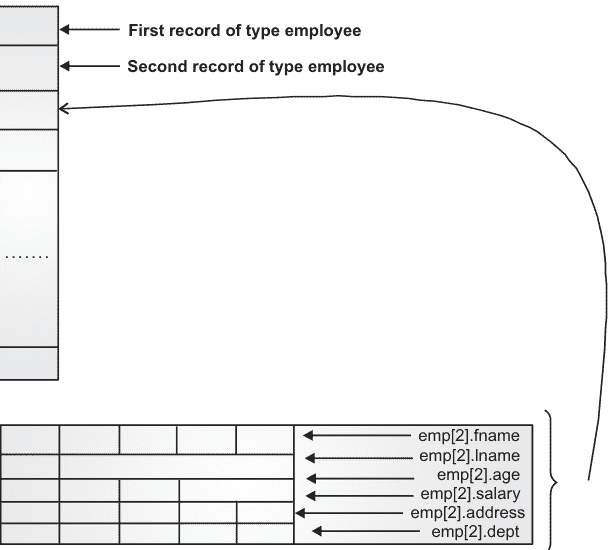 First record of type employee
Second record of type employee
.......
emp[2].fname
emp[2].lname
emp[2].age
emp[2].salary
emp[2].address
emp[2].dept